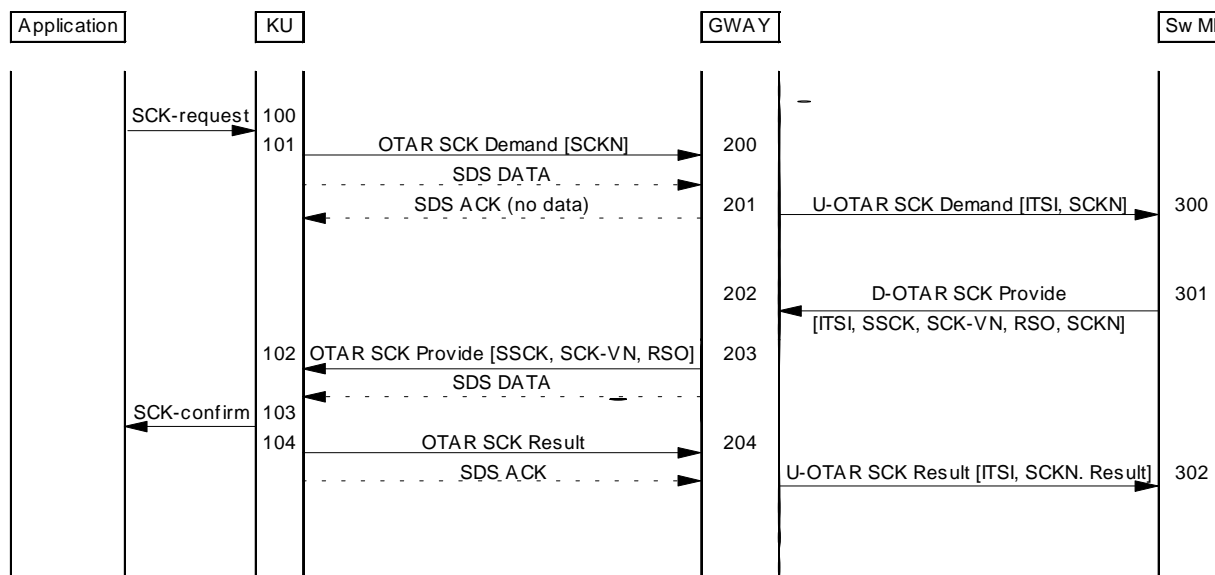 Application KU GWAY Sw MI
SCK-request 100
101 OTAR SCK Demand [SCKN] 200
SDS DATA
SDS ACK (no data) 201 U-OTAR SCK Demand [ITSI, SCKN] 300
202 D-OTAR SCK Provide 301
[ITSI, SSCK, SCK-VN, RSO, SCKN]
102 OTAR SCK Provide [SSCK, SCK-VN, RSO] 203
SDS DATA
SCK-confirm 103
104 OTAR SCK Result 204
SDS ACK U-OTAR SCK Result [ITSI, SCKN. Result] 302